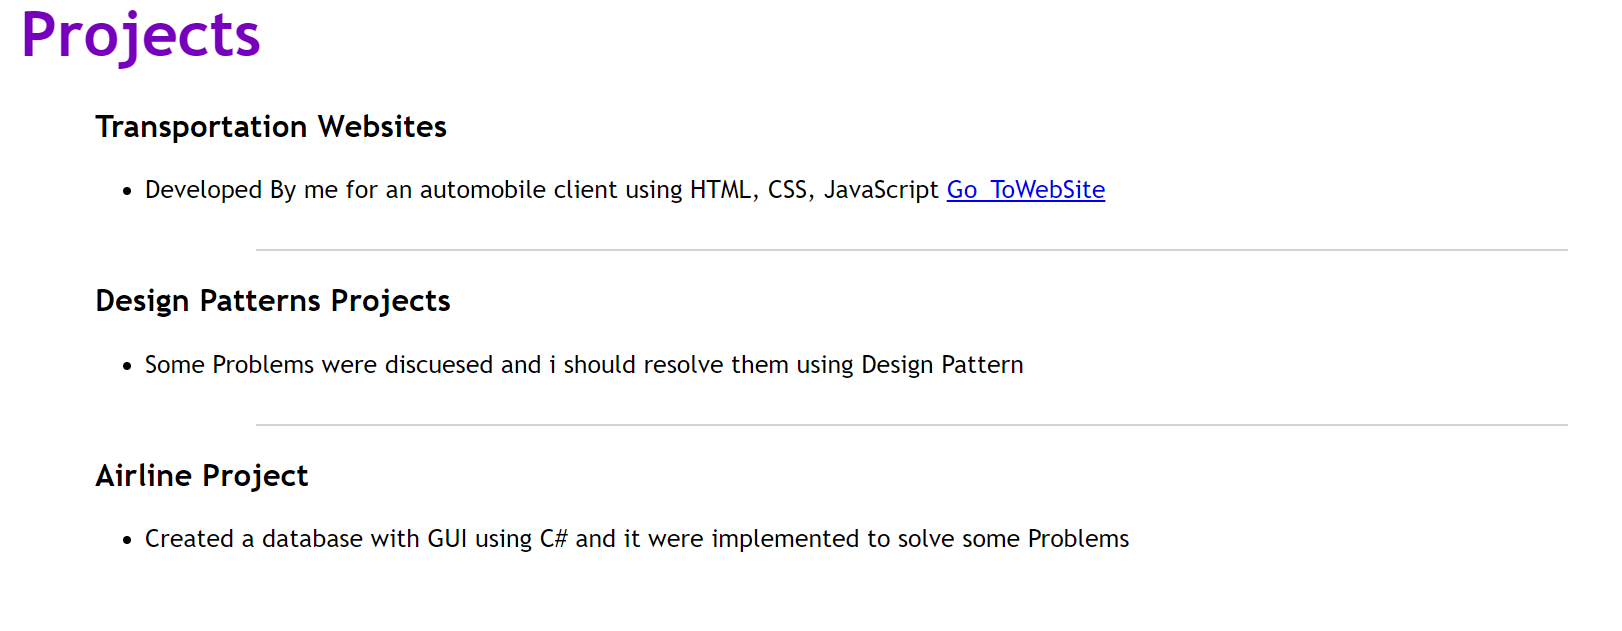 Projects
Transportation Websites
• Developed By me for an automobile client using HTML, CSS, JavaScript Go_ToWebSite
Design Patterns Projects
• Some Problems were discuesed and i should resolve them using Design Pattern
Airline Project
• Created a database with GUI using C# and it were implemented to solve some Problems